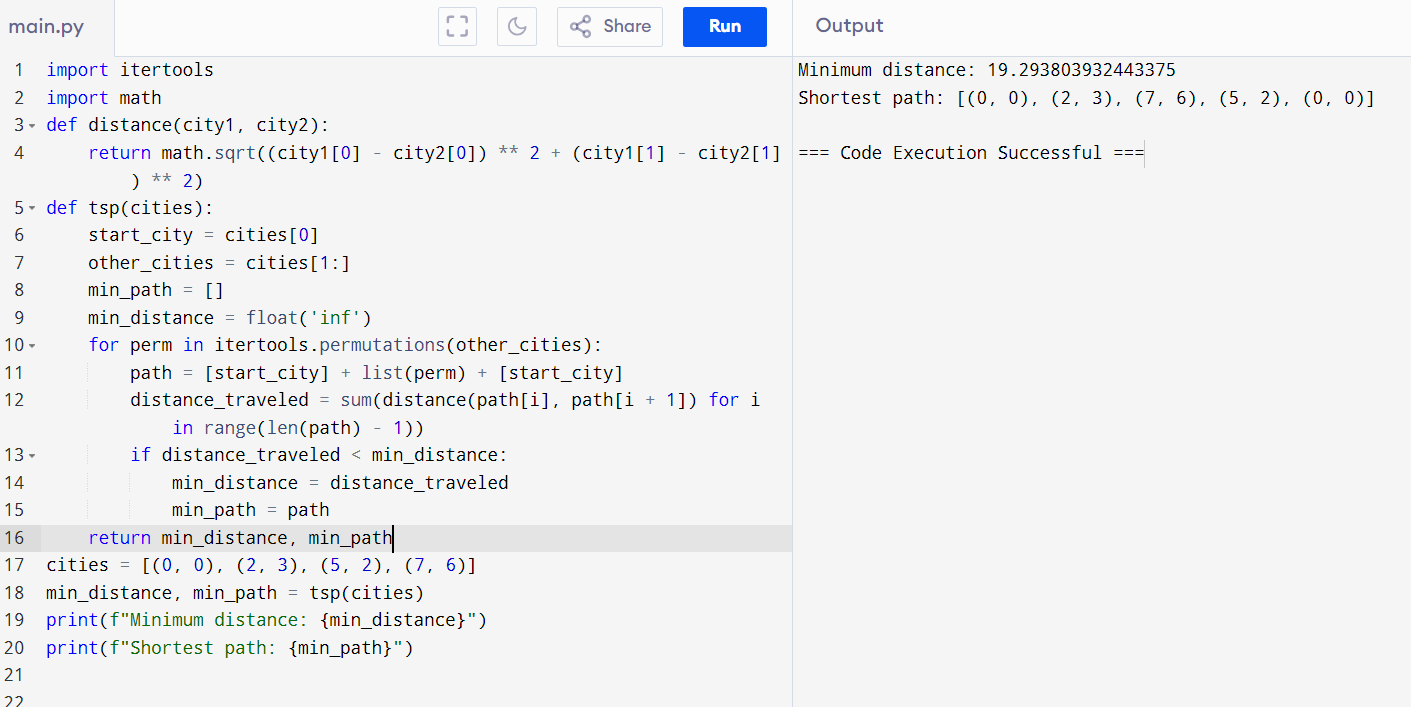 main.py
Share
Run
Output
1 import itertools
2 import math
3 def distance(city1, city2):
4     return math.sqrt((city1[0] - city2[0]) ** 2 + (city1[1] - city2[1]
        ) ** 2)
5 def tsp(cities):
6     start_city = cities[0]
7     other_cities = cities[1:]
8     min_path = []
9     min_distance = float('inf')
10     for perm in itertools.permutations(other_cities):
11         path = [start_city] + list(perm) + [start_city]
12         distance_traveled = sum(distance(path[i], path[i + 1]) for i
            in range(len(path) - 1))
13         if distance_traveled < min_distance:
14             min_distance = distance_traveled
15             min_path = path
16     return min_distance, min_path
17 cities = [(0, 0), (2, 3), (5, 2), (7, 6)]
18 min_distance, min_path = tsp(cities)
19 print(f"Minimum distance: {min_distance}")
20 print(f"Shortest path: {min_path}")
21
22
Minimum distance: 19.293803932443375
Shortest path: [(0, 0), (2, 3), (7, 6), (5, 2), (0, 0)]
=== Code Execution Successful ===